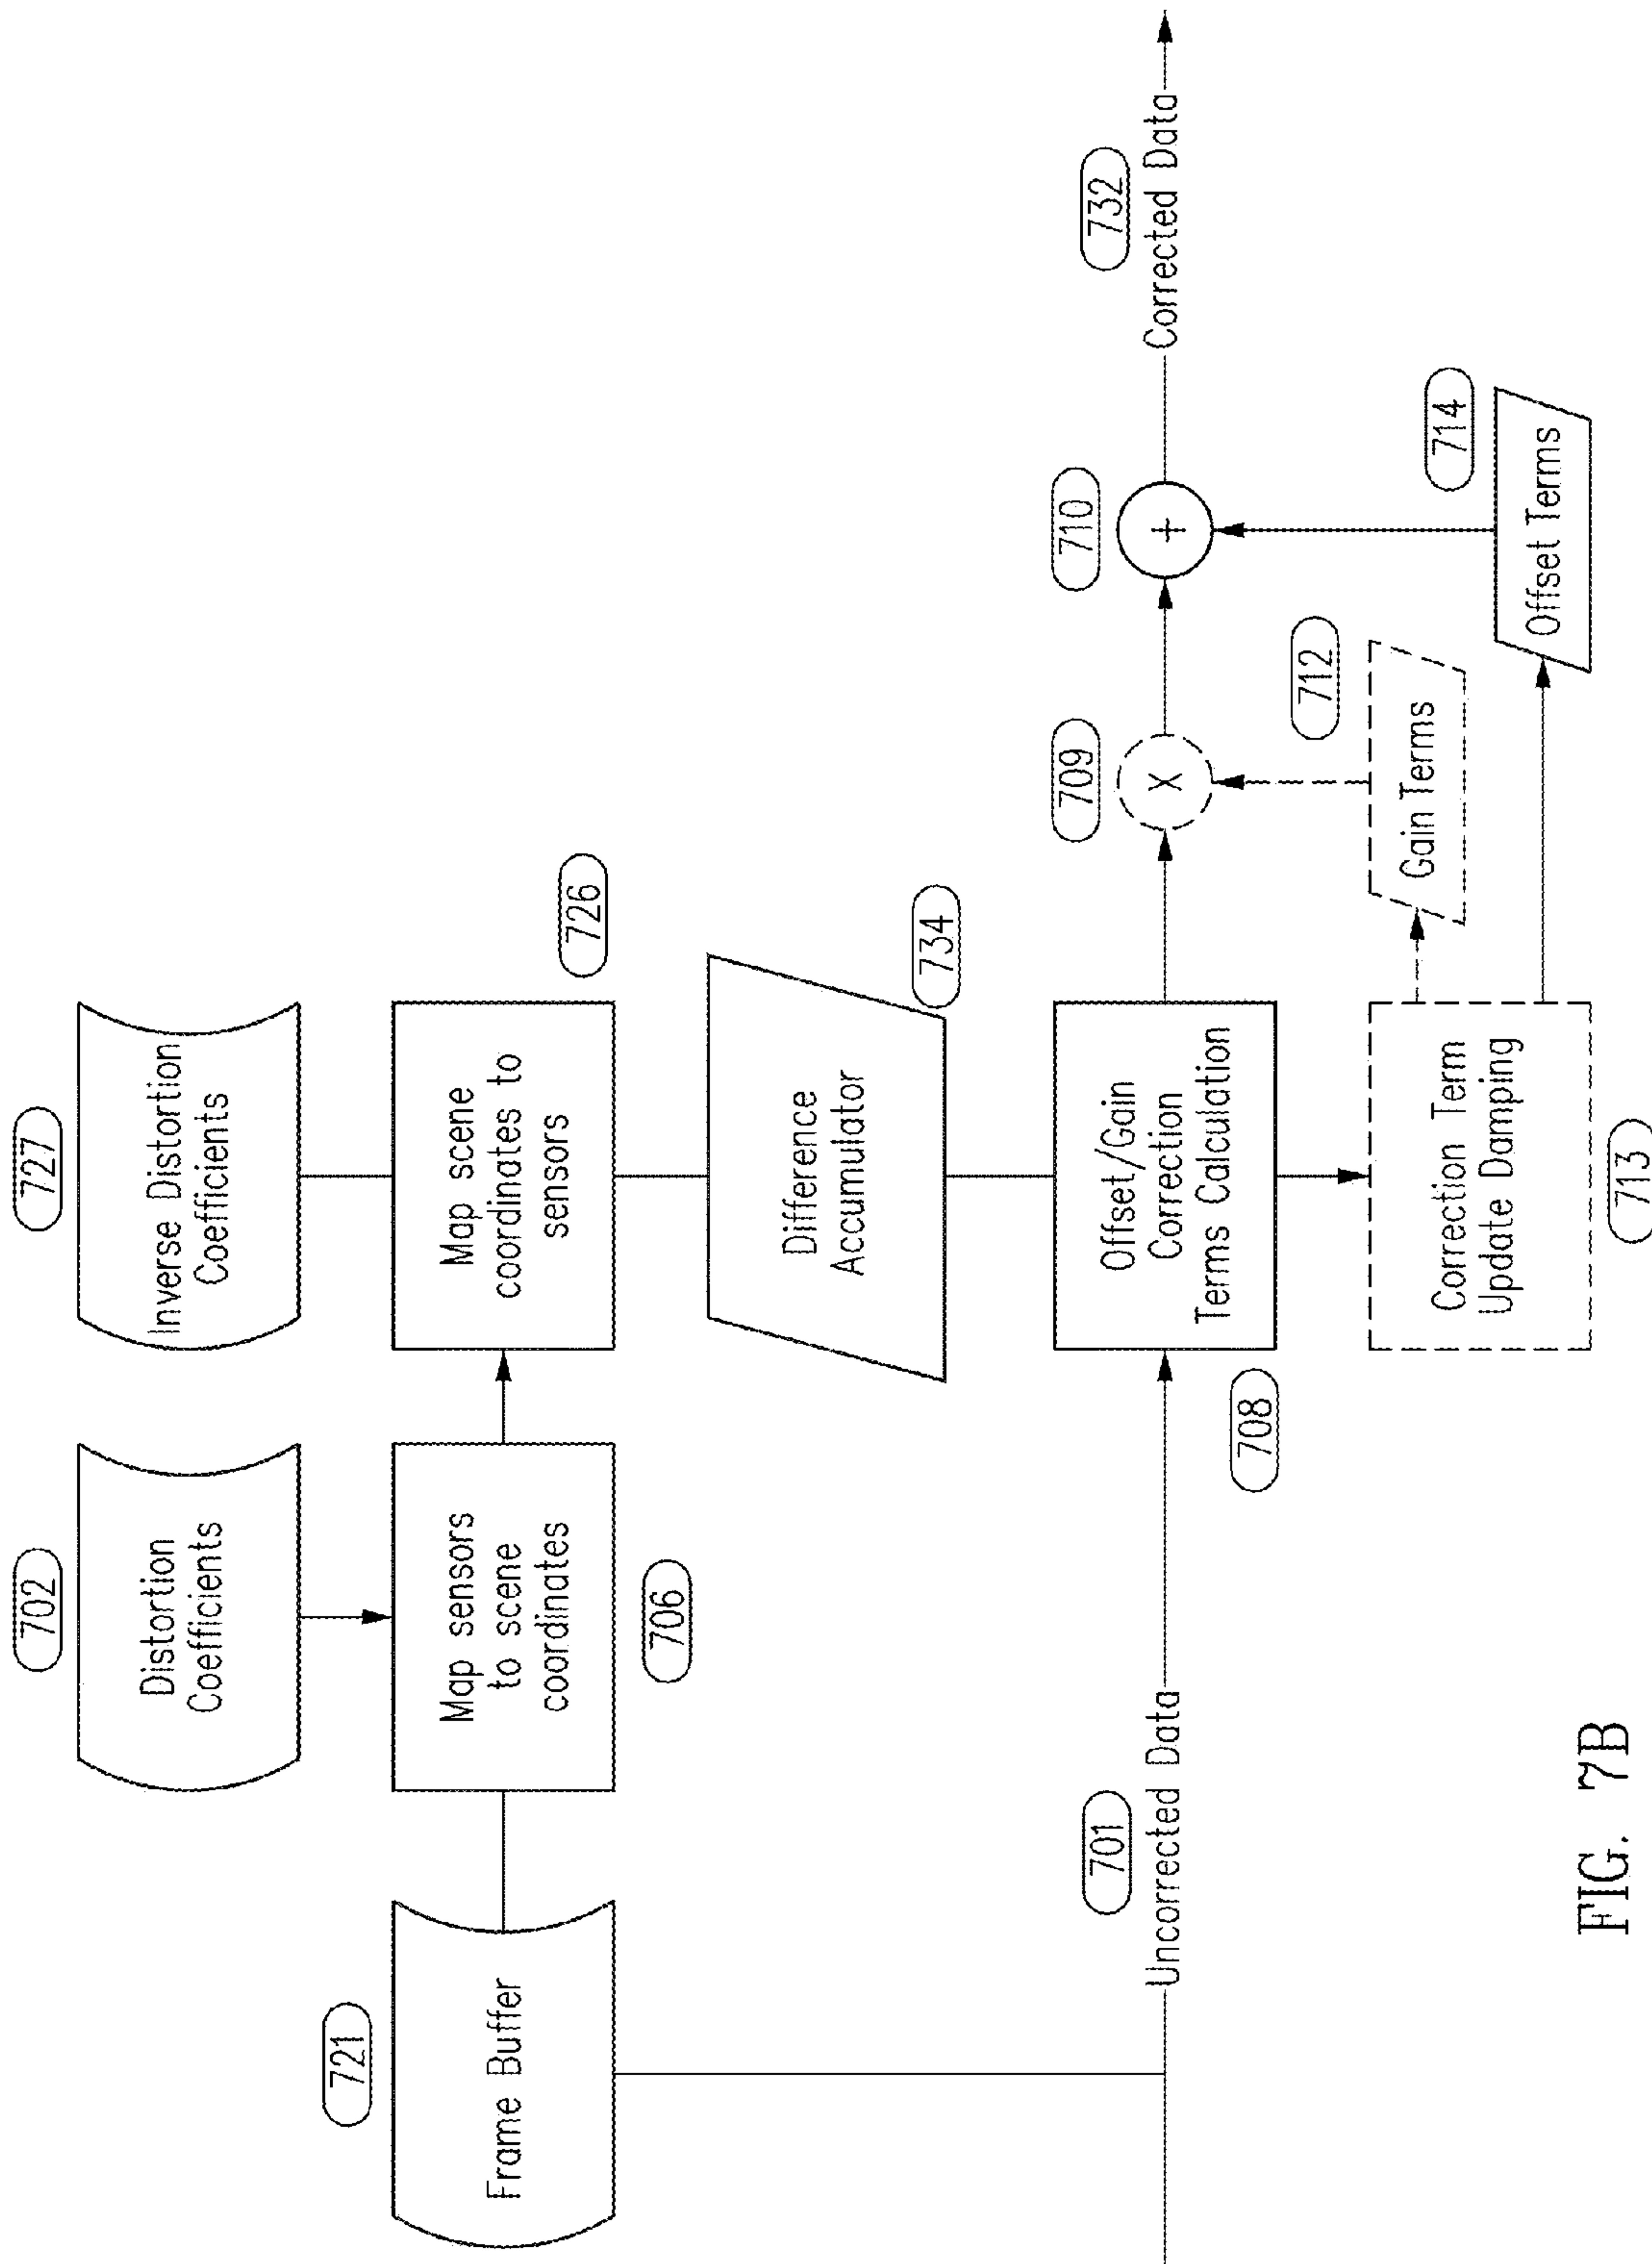 702
727
Distortion
Coefficients
Inverse Distortion
Coefficients
721
Frame Buffer
Map sensors
to scene
coordinates
706
Map scene
coordinates to
sensors
726
Difference
Accumulator
734
701
Uncorrected Data
Offset/Gain
Correction
Terms Calculation
708
709
X
710
+
732
Corrected Data
712
Gain Terms
714
Offset Terms
Correction Term
Update Damping
713
FIG. 7B